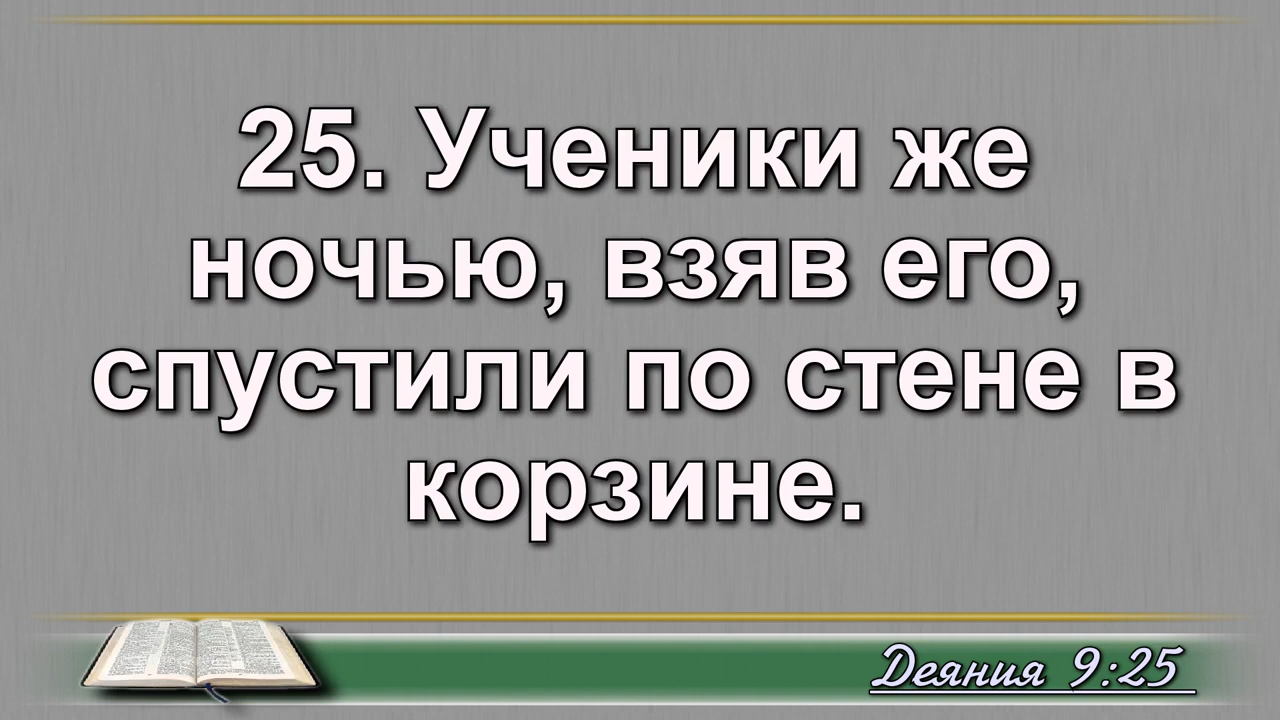 25. Ученики же
ночью, взяв его,
спустили по стене в
корзине.
Деяния 9:25